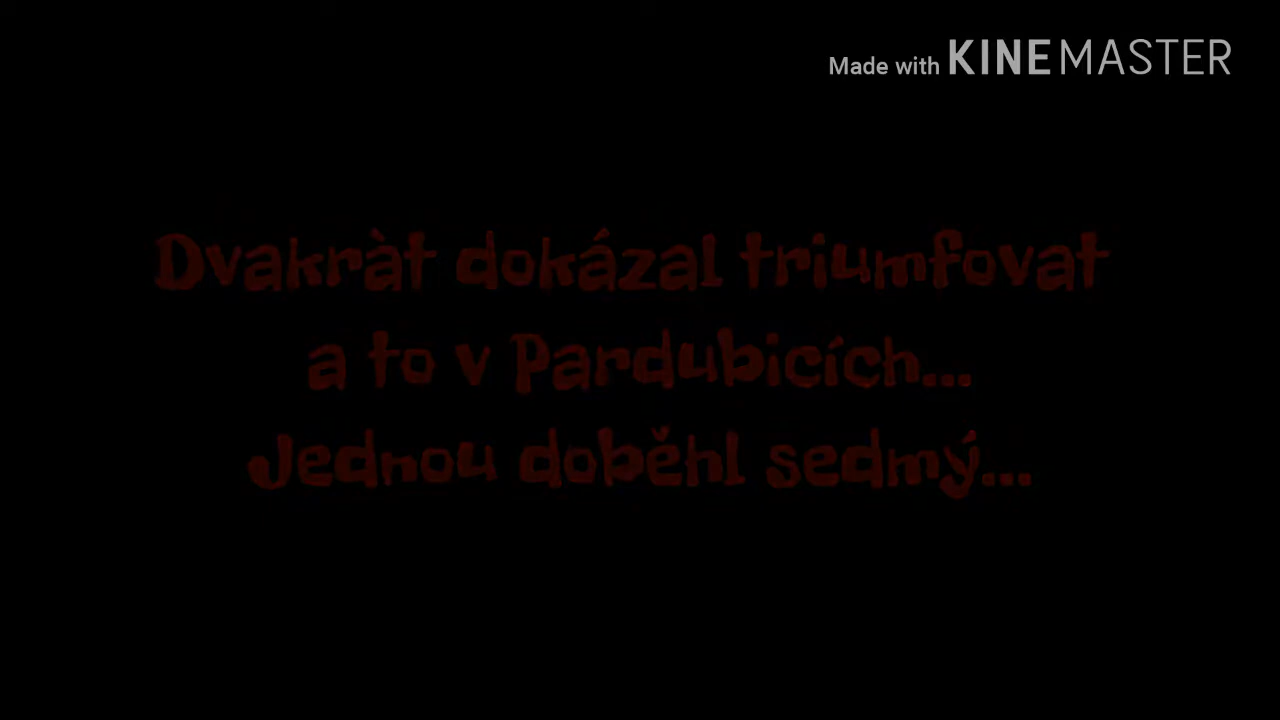 Made with KINEMASTER
Dvakràt dokázal triumfovat
a to v Pardubicích...
Jednou doběhl sedmý...